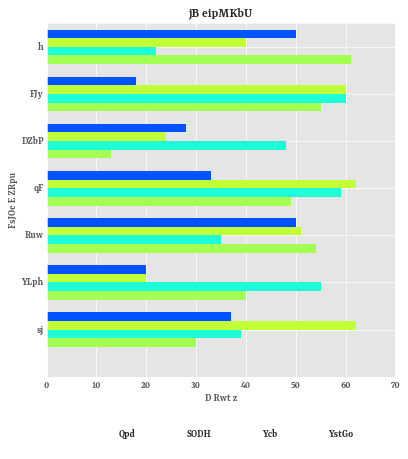 jB eipMKbU
h
FJy
DZbP
qF
Ruw
YLph
sj
FsJOc E ZRpu
0 10 20 30 40 50 60 70
D Rwt z
Qpd SODH Ycb YstGo